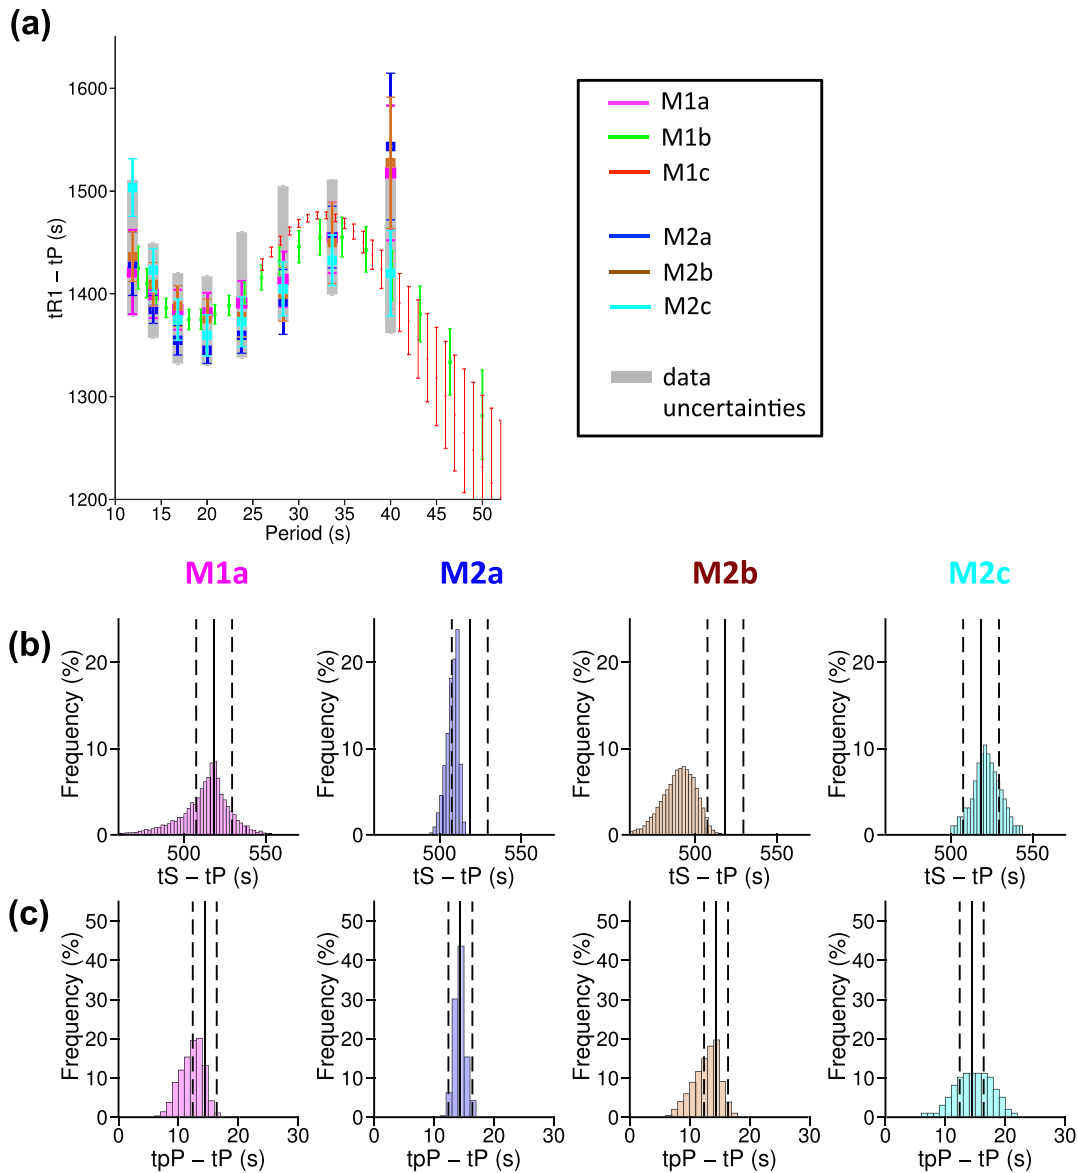 (a)
1600
1500
1400
1300
1200
tR1 − tP (s)
10 15 20 25 30 35 40 45 50
Period (s)
M1a
M1b
M1c
M2a
M2b
M2c
data
uncertainties
M1a M2a M2b M2c
(b)
Frequency (%) Frequency (%) Frequency (%) Frequency (%)
20 20 20 20
10 10 10 10
0 0 0 0
500 550 500 550 500 550 500 550
tS − tP (s) tS − tP (s) tS − tP (s) tS − tP (s)
(c)
Frequency (%) Frequency (%) Frequency (%) Frequency (%)
50 50 50 50
40 40 40 40
30 30 30 30
20 20 20 20
10 10 10 10
0 0 0 0
0 10 20 30 0 10 20 30 0 10 20 30 0 10 20 30
tpP − tP (s) tpP − tP (s) tpP − tP (s) tpP − tP (s)